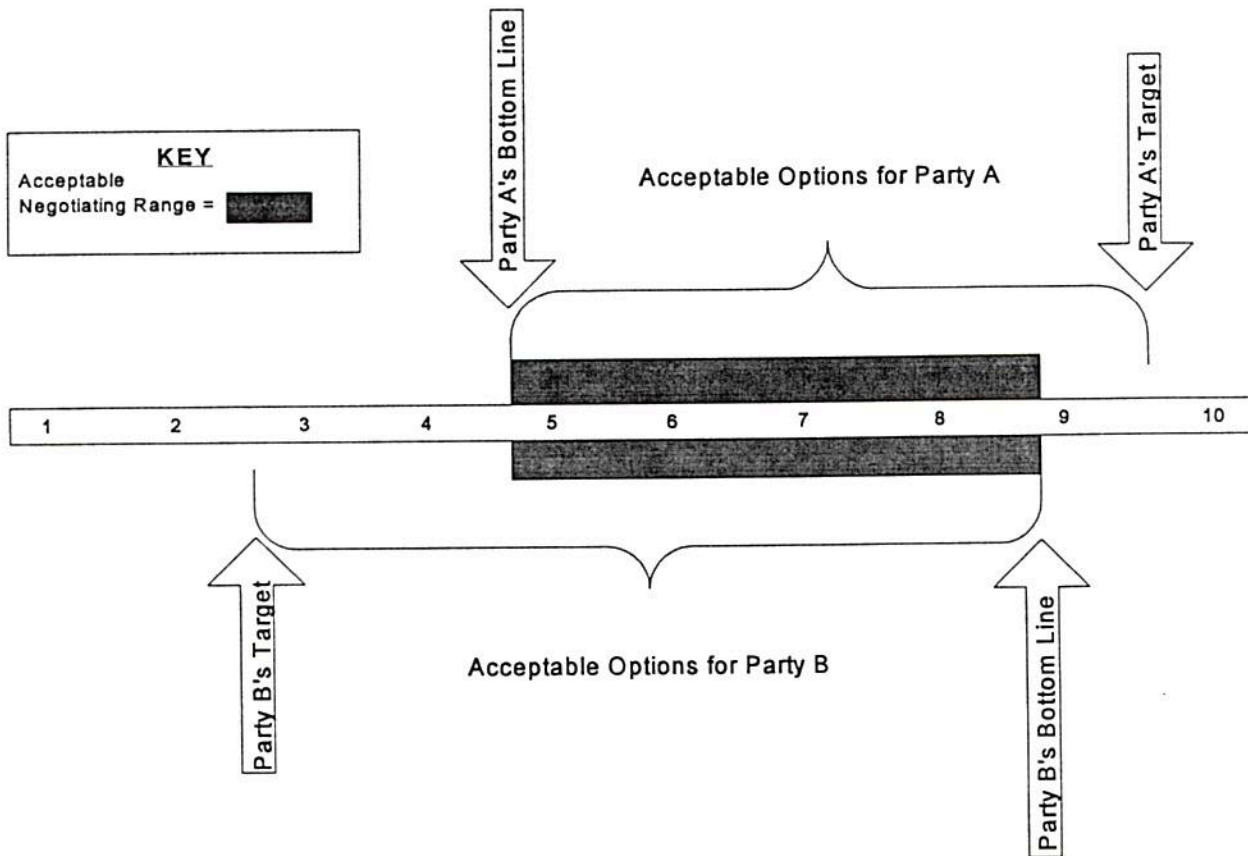 Party A's Bottom Line
Party A's Target
KEY
Acceptable
Negotiating Range =
Acceptable Options for Party A
1 2 3 4 5 6 7 8 9 10
Party B's Target
Acceptable Options for Party B
Party B's Bottom Line